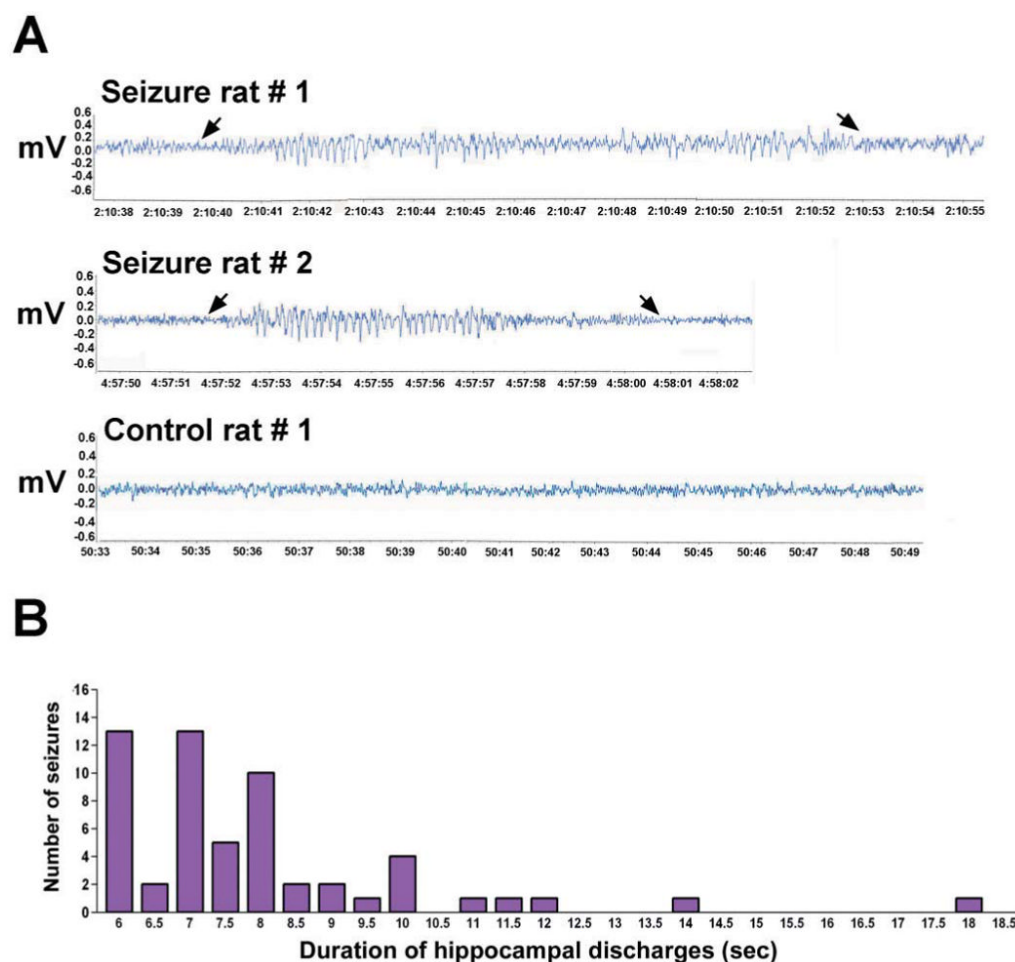 A
Seizure rat # 1
mV
0.6
0.4
0.2
0.0
-0.2
-0.4
-0.6
2:10:38 2:10:39 2:10:40 2:10:41 2:10:42 2:10:43 2:10:44 2:10:45 2:10:46 2:10:47 2:10:48 2:10:49 2:10:50 2:10:51 2:10:52 2:10:53 2:10:54 2:10:55
Seizure rat # 2
mV
0.6
0.4
0.2
0.0
-0.2
-0.4
-0.6
4:57:50 4:57:51 4:57:52 4:57:53 4:57:54 4:57:55 4:57:56 4:57:57 4:57:58 4:57:59 4:58:00 4:58:01 4:58:02
Control rat # 1
mV
0.6
0.4
0.2
0.0
-0.2
-0.4
-0.6
50:33 50:34 50:35 50:36 50:37 50:38 50:39 50:40 50:41 50:42 50:43 50:44 50:45 50:46 50:47 50:48 50:49
B
Number of seizures
16
14
12
10
8
6
4
2
0
6 6.5 7 7.5 8 8.5 9 9.5 10 10.5 11 11.5 12 12.5 13 13.5 14 14.5 15 15.5 16 16.5 17 17.5 18 18.5
Duration of hippocampal discharges (sec)